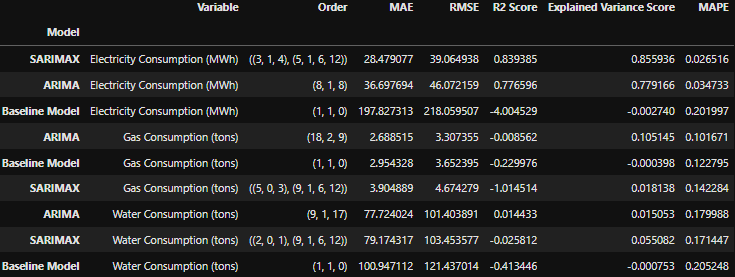 Variable Order MAE RMSE R2 Score Explained Variance Score MAPE
Model
SARIMAX Electricity Consumption (MWh) ((3, 1, 4), (5, 1, 6, 12)) 28.479077 39.064938 0.839385 0.855936 0.026516
ARIMA Electricity Consumption (MWh) (8, 1, 8) 36.697694 46.072159 0.776596 0.779166 0.034733
Baseline Model Electricity Consumption (MWh) (1, 1, 0) 197.827313 218.059507 -4.004529 -0.002740 0.201997
ARIMA Gas Consumption (tons) (18, 2, 9) 2.688515 3.307355 -0.008562 0.105145 0.101671
Baseline Model Gas Consumption (tons) (1, 1, 0) 2.954328 3.652395 -0.229976 -0.000398 0.122795
SARIMAX Gas Consumption (tons) ((5, 0, 3), (9, 1, 6, 12)) 3.904889 4.674279 -1.014514 0.018138 0.142284
ARIMA Water Consumption (tons) (9, 1, 17) 77.724024 101.403891 0.014433 0.015053 0.179988
SARIMAX Water Consumption (tons) ((2, 0, 1), (9, 1, 6, 12)) 79.174317 103.453664 -0.025812 0.055082 0.171447
Baseline Model Water Consumption (tons) (1, 1, 0) 100.947112 121.437014 -0.413446 -0.000753 0.205248